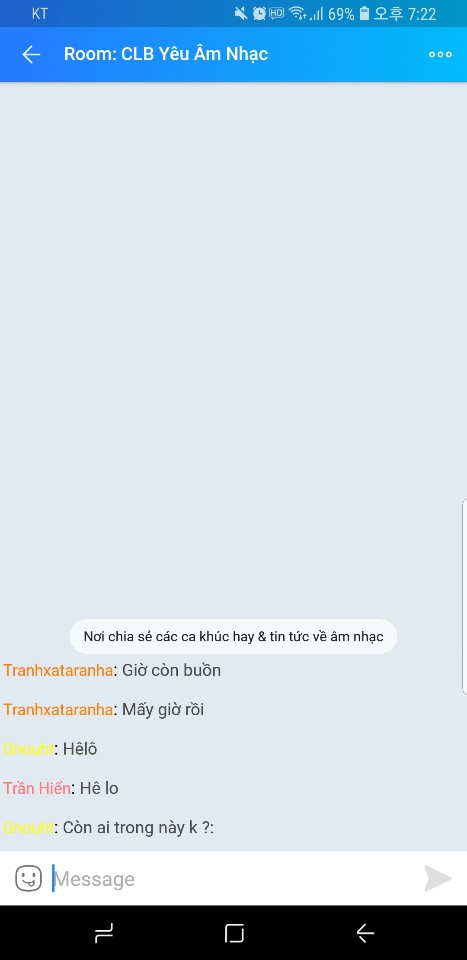 KT 69% 오후 7:22
Room: CLB Yêu Âm Nhạc
Nơi chia sẻ các ca khúc hay & tin tức về âm nhạc
Tranhxataranha: Giờ còn buồn
Tranhxataranha: Mấy giờ rồi
Gnouht: Hêlô
Trần Hiển: Hê lo
Gnouht: Còn ai trong này k ?:
Message